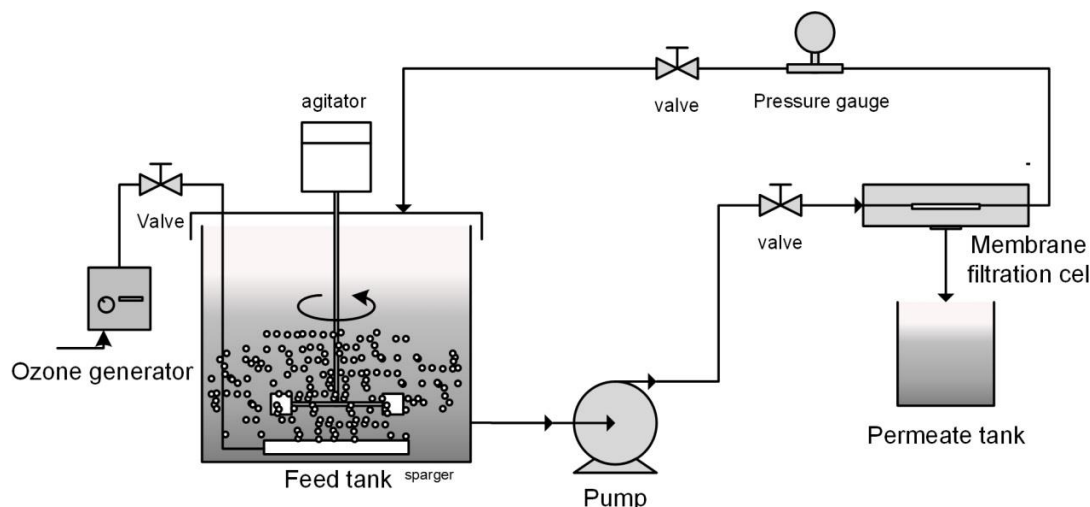 agitator
valve
Pressure gauge
Valve
valve
Membrane
filtration cel
Ozone generator
Permeate tank
Feed tank
sparger
Pump